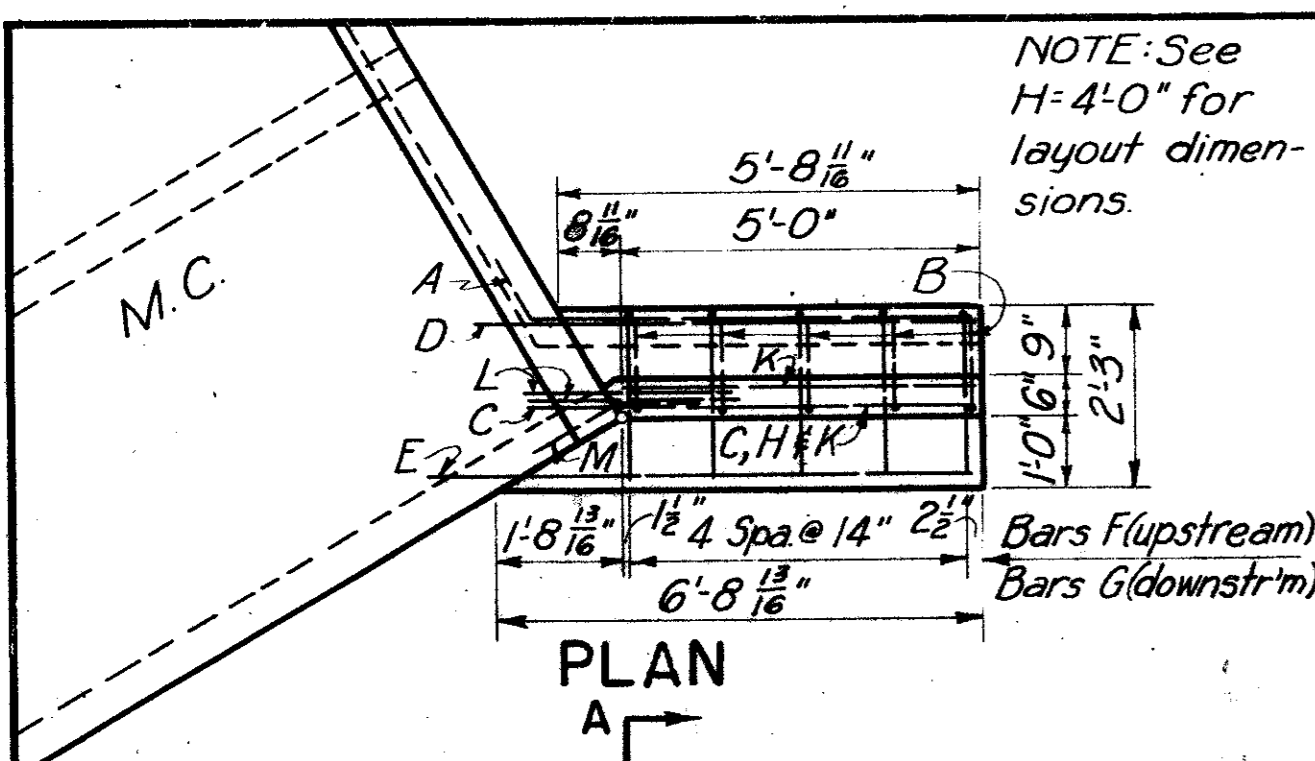 NOTE: See
H=4'-0" for
layout dimen-
sions.
5'-8 11/16"
8 11/16"
5'-0"
M.C.
A
B
D
K
L
C
E
M
C, H & K
9"
6"
1'-0"
2'-3"
1'-8 13/16"
1 1/2"
4 Spa. @ 14"
2 1/2"
Bars F(upstream)
Bars G(downstr'm)
6'-8 13/16"
PLAN
A